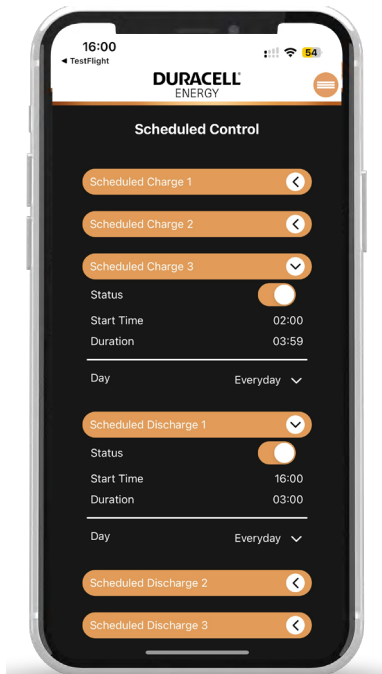 16:00
54
◄ TestFlight
DURACELL
ENERGY
Scheduled Control
Scheduled Charge 1
Scheduled Charge 2
Scheduled Charge 3
Status
Start Time 02:00
Duration 03:59
Day Everyday
Scheduled Discharge 1
Status
Start Time 16:00
Duration 03:00
Day Everyday
Scheduled Discharge 2
Scheduled Discharge 3